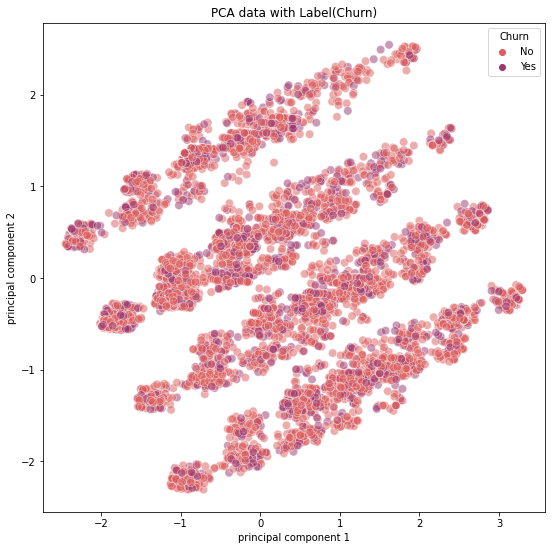 PCA data with Label(Churn)
Churn
No
Yes
principal component 2
2
1
0
−1
−2
−2
−1
0
1
2
3
principal component 1